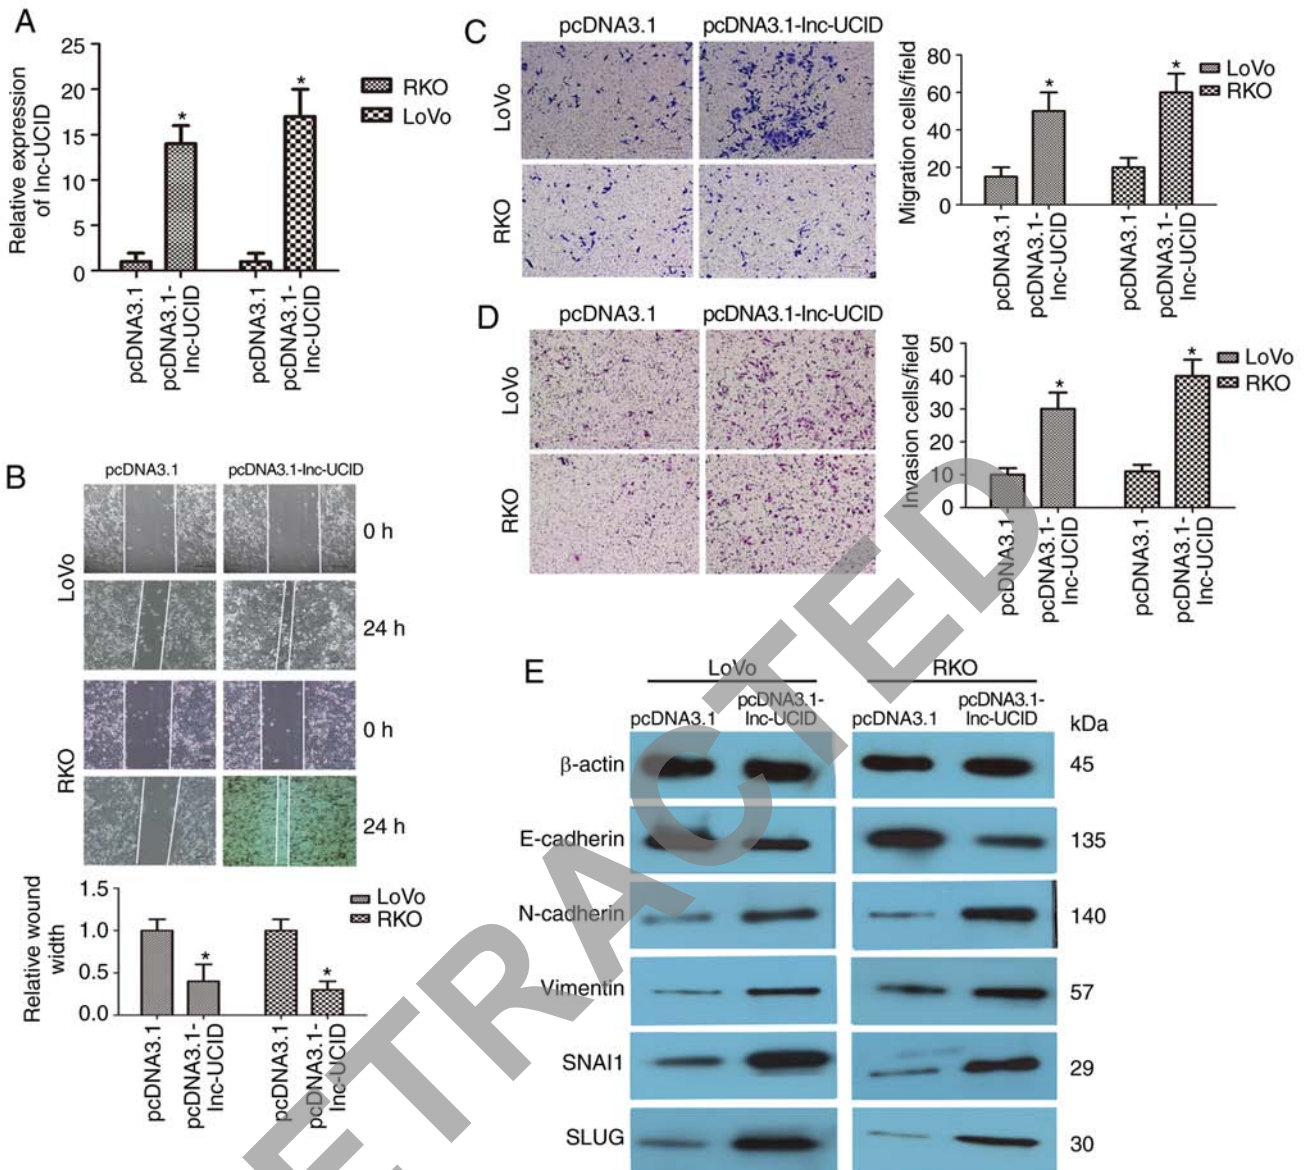 A
25
20
15
10
5
0
Relative expression
of lnc-UCID
*
*
RKO
LoVo
pcDNA3.1
pcDNA3.1-
lnc-UCID
pcDNA3.1
pcDNA3.1-
lnc-UCID
B
pcDNA3.1
pcDNA3.1-lnc-UCID
LoVo
0 h
24 h
RKO
0 h
24 h
1.5
1.0
0.5
0.0
Relative wound
width
*
*
LoVo
RKO
pcDNA3.1
pcDNA3.1-
lnc-UCID
pcDNA3.1
pcDNA3.1-
lnc-UCID
C
pcDNA3.1
pcDNA3.1-lnc-UCID
LoVo
RKO
80
60
40
20
0
Migration cells/field
*
*
LoVo
RKO
pcDNA3.1
pcDNA3.1-
lnc-UCID
pcDNA3.1
pcDNA3.1-
lnc-UCID
D
pcDNA3.1
pcDNA3.1-lnc-UCID
LoVo
RKO
50
40
30
20
10
0
Invasion cells/field
*
*
LoVo
RKO
pcDNA3.1
pcDNA3.1-
lnc-UCID
pcDNA3.1
pcDNA3.1-
lnc-UCID
E
LoVo
RKO
pcDNA3.1
pcDNA3.1-
lnc-UCID
pcDNA3.1
pcDNA3.1-
lnc-UCID
kDa
β-actin
45
E-cadherin
135
N-cadherin
140
Vimentin
57
SNAI1
29
SLUG
30
ETRACTED